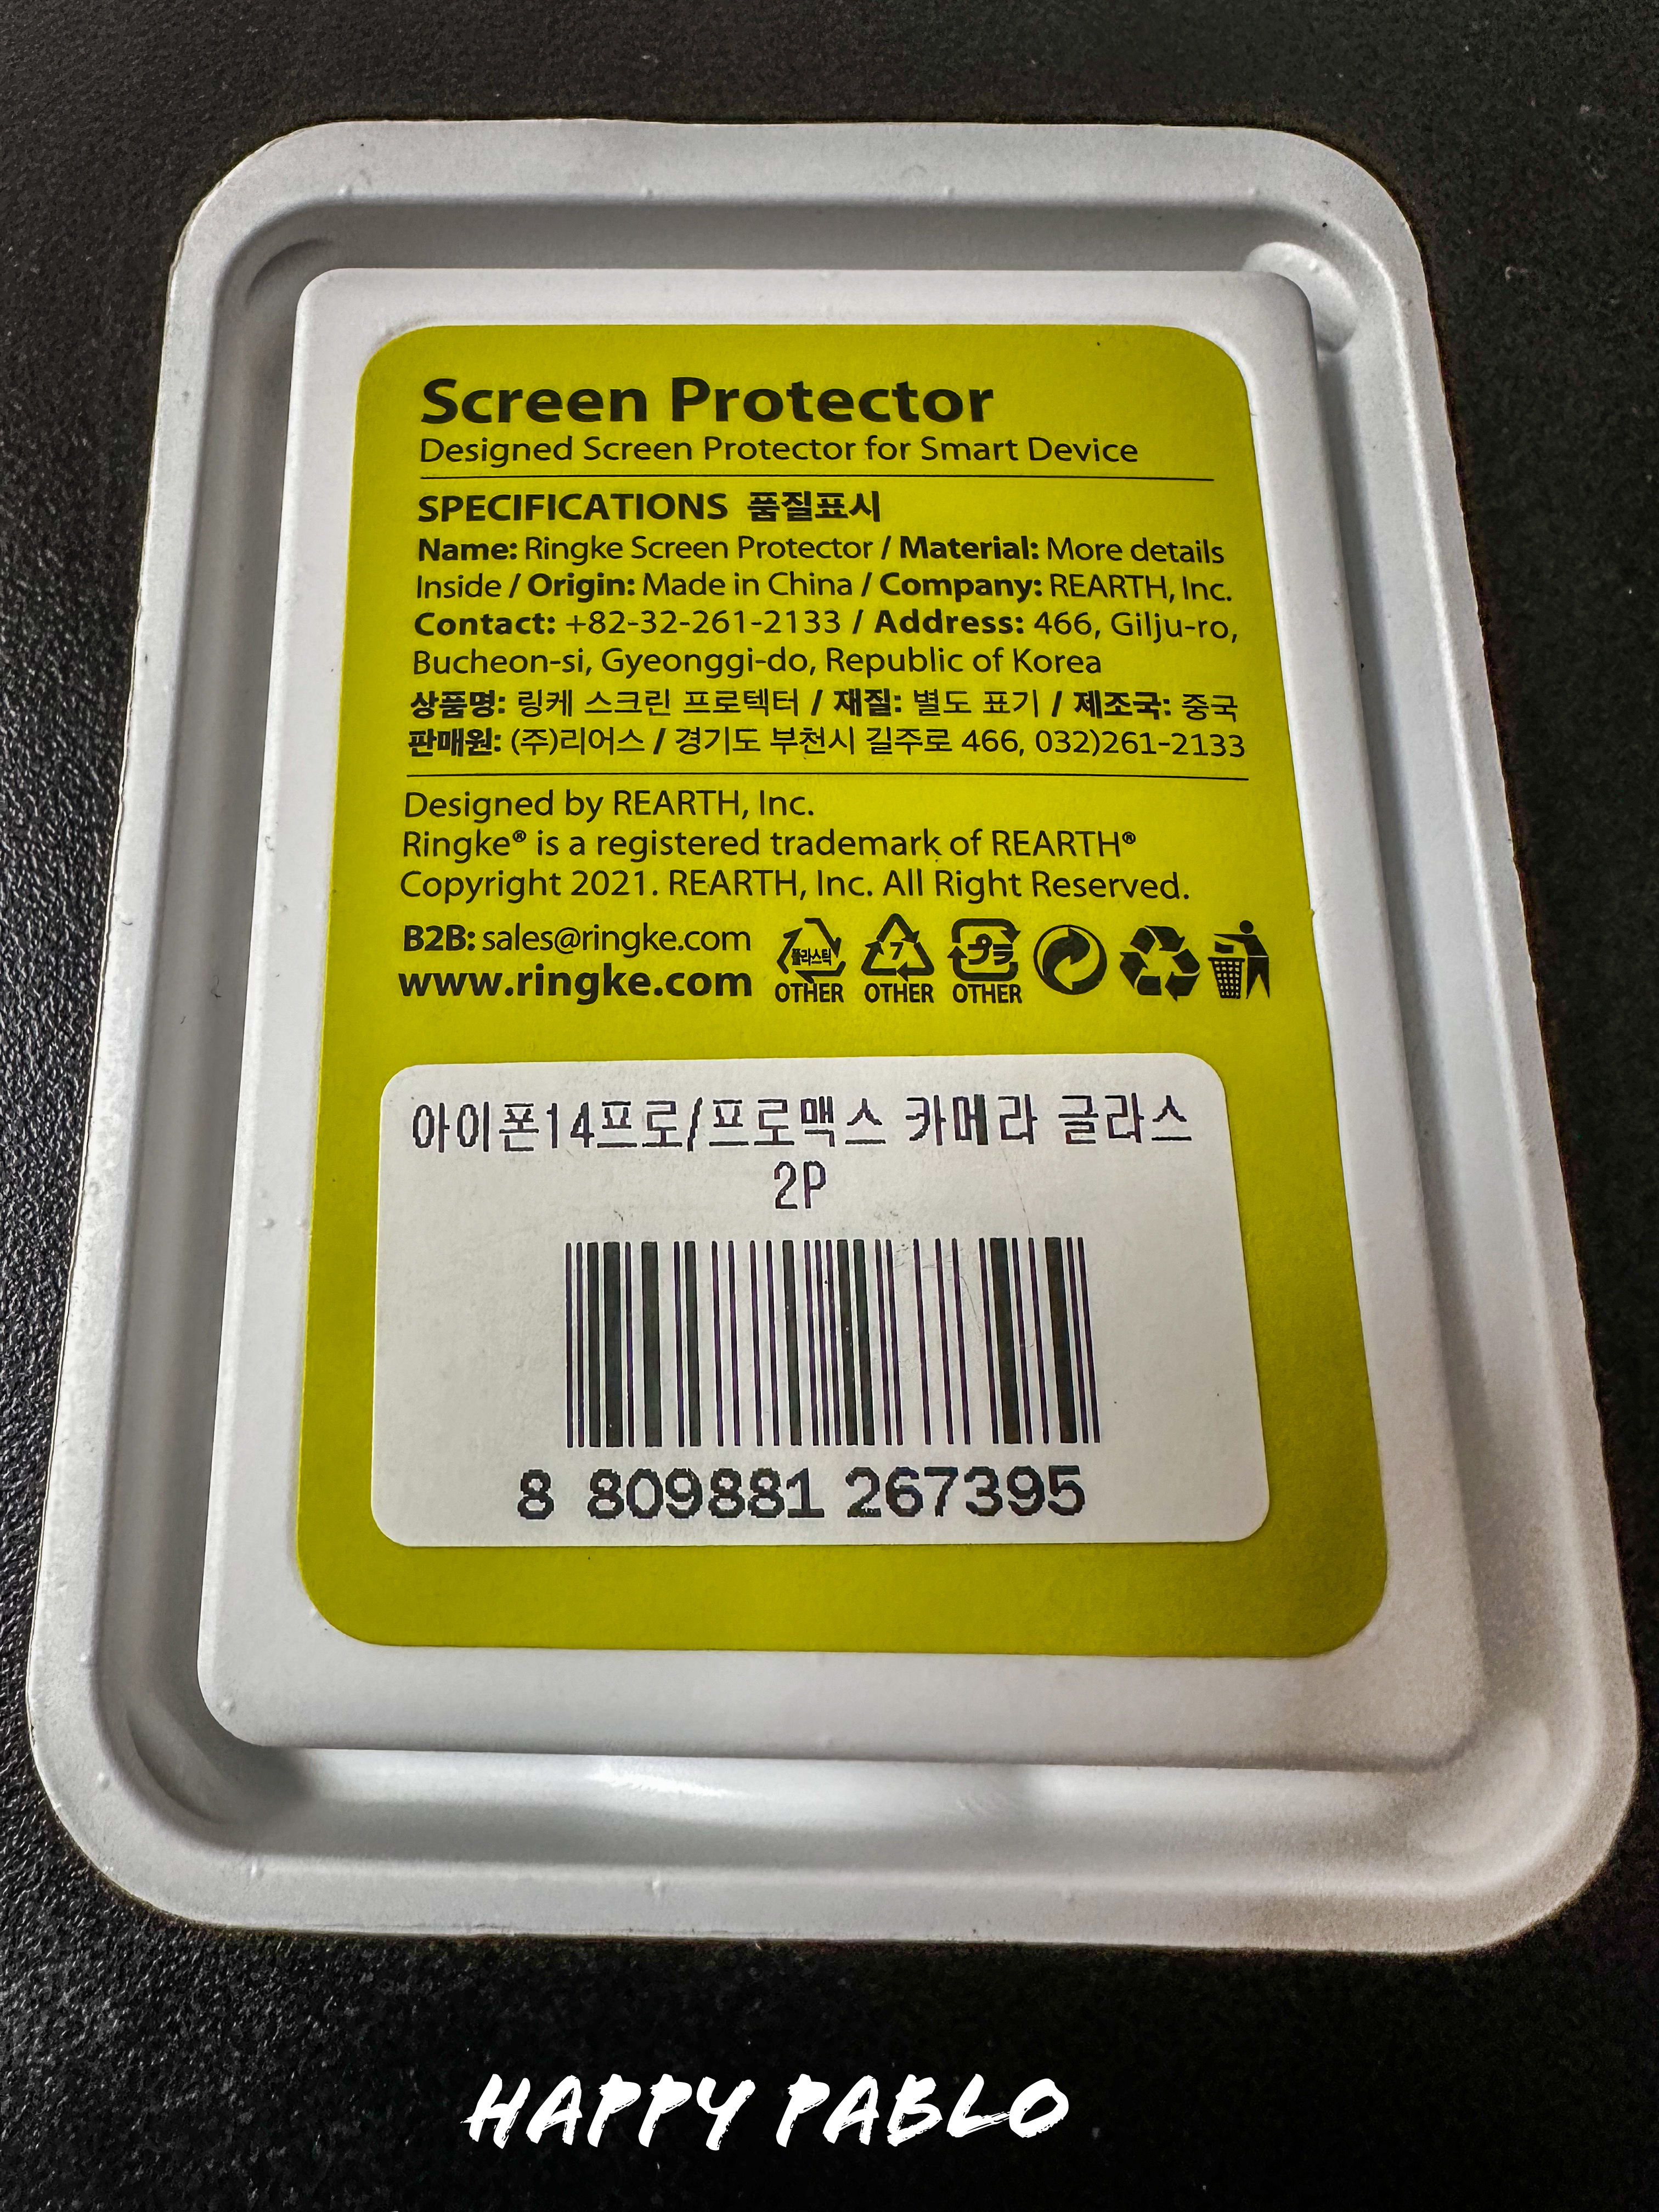 Screen Protector
Designed Screen Protector for Smart Device
SPECIFICATIONS 품질표시
Name: Ringke Screen Protector / Material: More details
Inside / Origin: Made in China / Company: REARTH, Inc.
Contact: +82-32-261-2133 / Address: 466, Gilju-ro,
Bucheon-si, Gyeonggi-do, Republic of Korea
상품명: 링케 스크린 프로텍터 / 재질: 별도 표기 / 제조국: 중국
판매원: (주)리어스 / 경기도 부천시 길주로 466, 032)261-2133
Designed by REARTH, Inc.
Ringke® is a registered trademark of REARTH®
Copyright 2021. REARTH, Inc. All Right Reserved.
B2B: sales@ringke.com
www.ringke.com
플라스틱 7 プラ
OTHER OTHER OTHER
아이폰14프로/프로맥스 카메라 글라스
2P
8 809881 267395
HAPPY PABLO